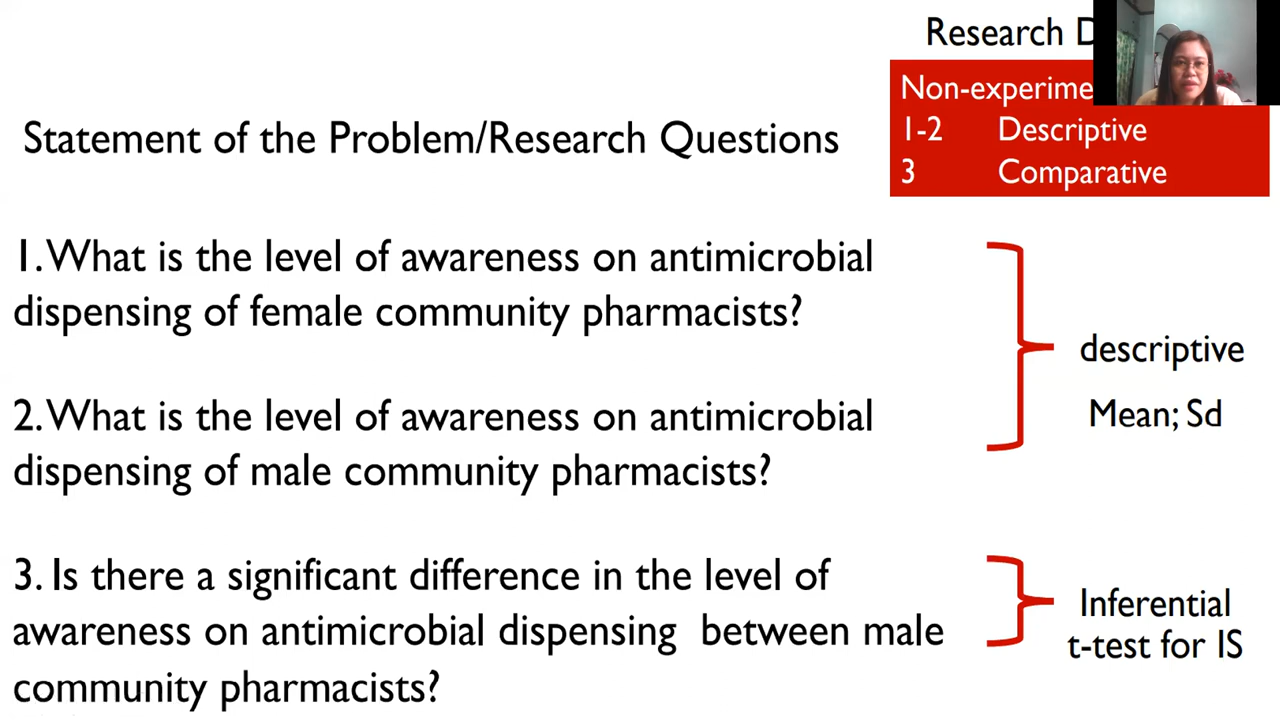 Research
Non-experime
1-2 Descriptive
3 Comparative
Statement of the Problem/Research Questions
1. What is the level of awareness on antimicrobial
dispensing of female community pharmacists?
2. What is the level of awareness on antimicrobial
dispensing of male community pharmacists?
descriptive
Mean; Sd
3. Is there a significant difference in the level of
awareness on antimicrobial dispensing between male
community pharmacists?
Inferential
t-test for IS